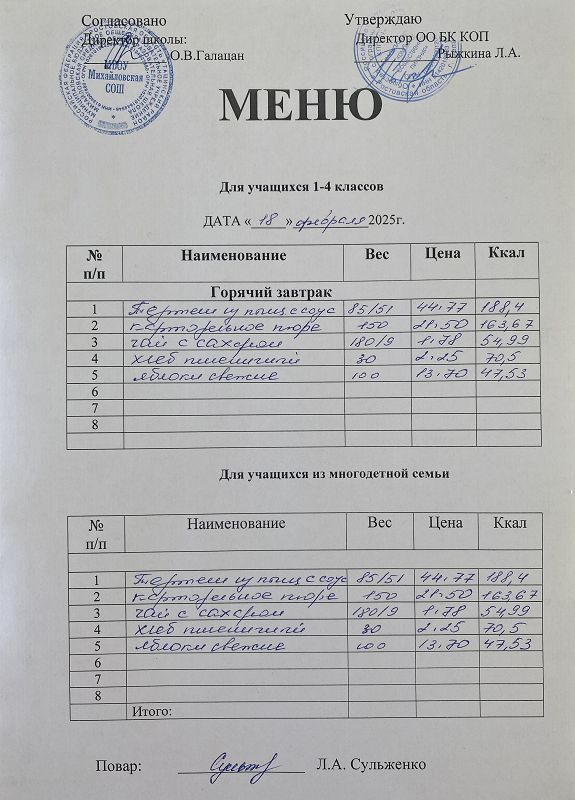 Согласовано Утверждаю
Директор школы: Директор ОО БК КОП
О.В.Галацан Рыжкина Л.А.
МБОУ
Михайловская
СОШ
МЕНЮ
Для учащихся 1-4 классов
ДАТА « 18 » февраля 2025г.
№ п/п Наименование Вес Цена Ккал
Горячий завтрак
1 Тефтели из птицы с соус 85/51 44.77 188,4
2 картофельное пюре 150 21.50 163,67
3 чай с сахаром 180/9 1.78 54,99
4 хлеб пшеничный 30 2.25 70,5
5 яблоки свежие 100 13.70 47,53
6
7
8
Для учащихся из многодетной семьи
№ п/п Наименование Вес Цена Ккал
1 Тефтели из птицы с соус 85/51 44.77 188,4
2 картофельное пюре 150 21.50 163,67
3 чай с сахаром 180/9 1.78 54,99
4 хлеб пшеничный 30 2.25 70,5
5 яблоки свежие 100 13.70 47,53
6
7
8
Итого:
Повар: Л.А. Сульженко